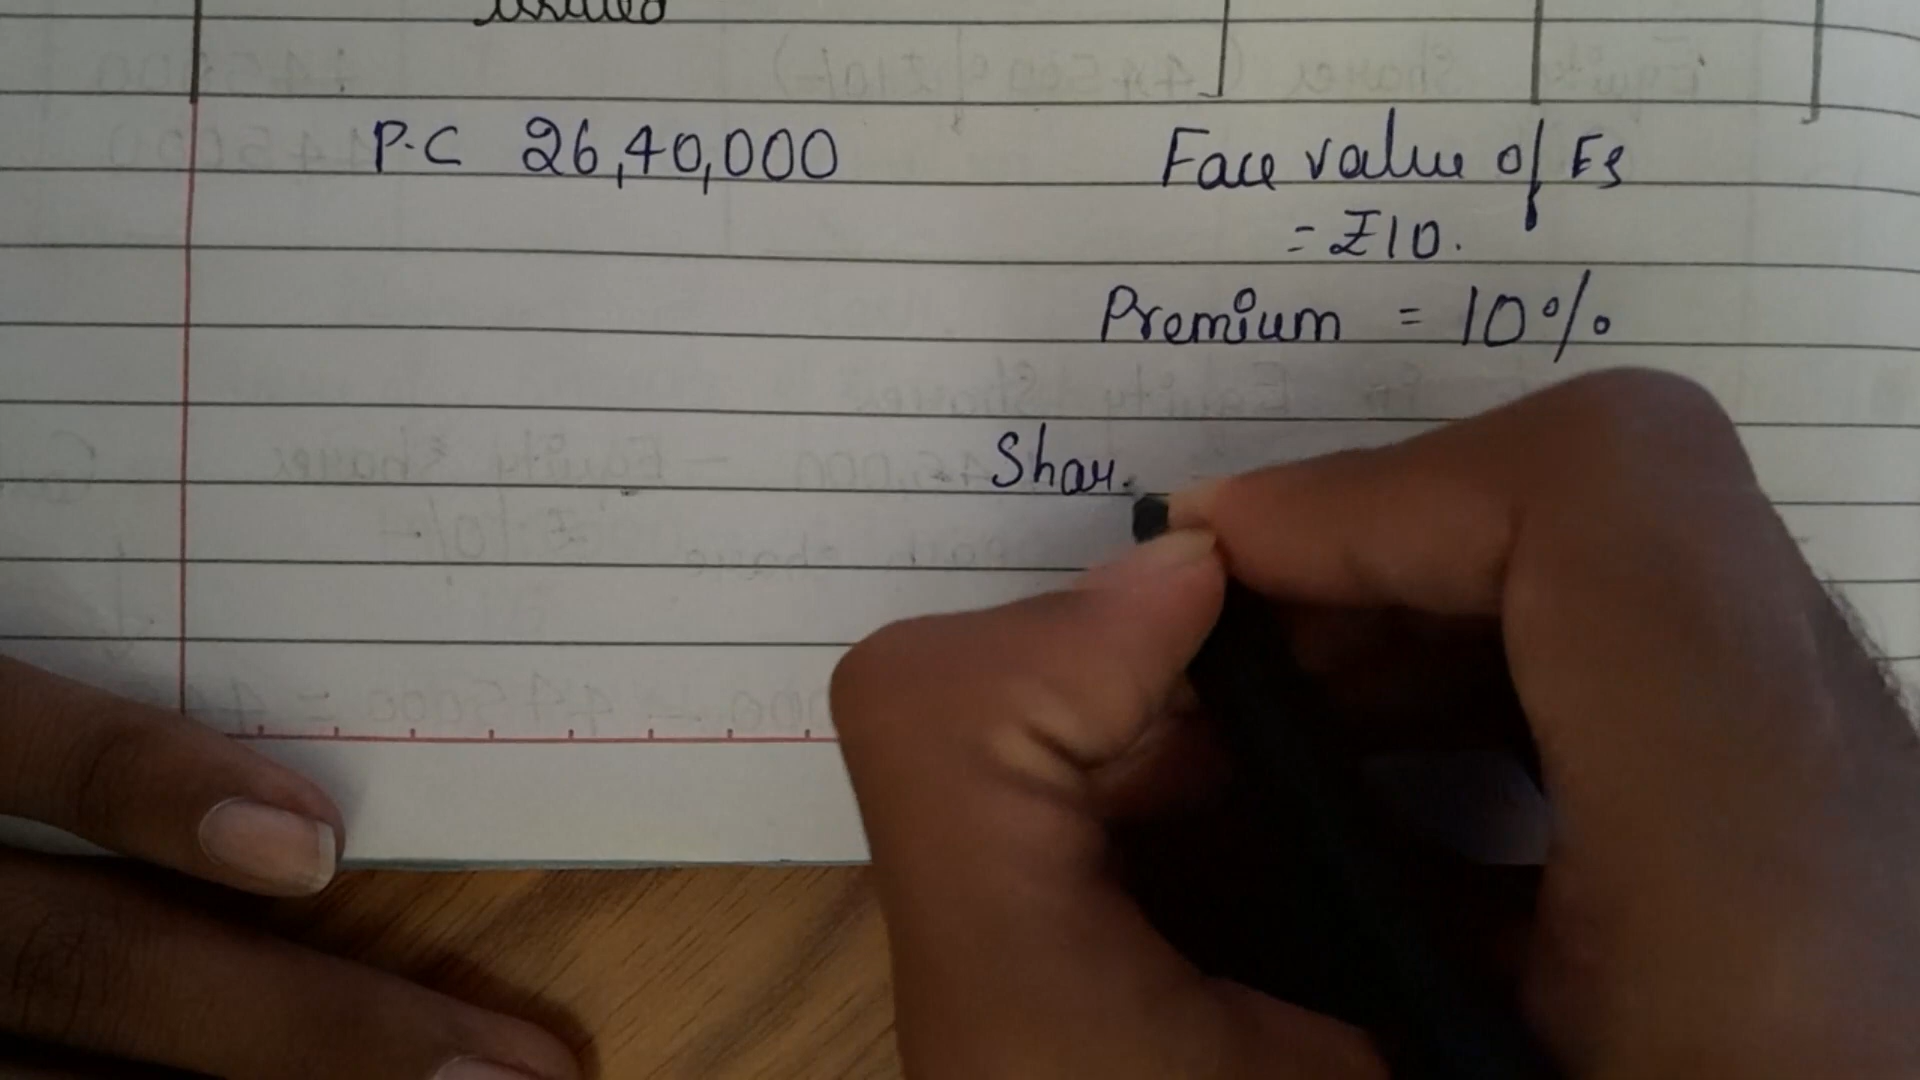 P.C 26,40,000
Face value of Es
= ₹10.
Premium = 10%
Shar